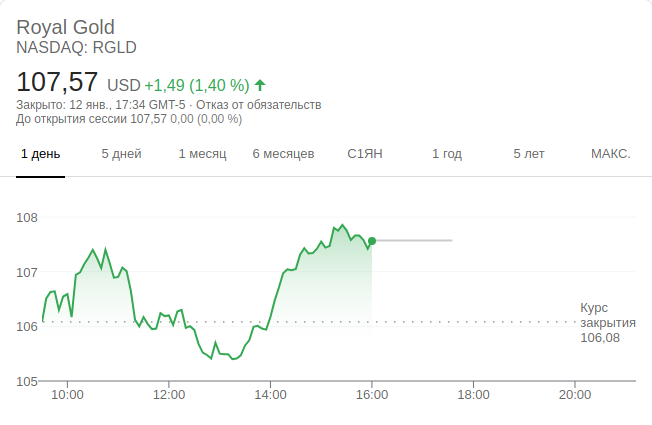 Royal Gold
NASDAQ: RGLD
107,57 USD +1,49 (1,40 %)
Закрыто: 12 янв., 17:34 GMT-5 · Отказ от обязательств
До открытия сессии 107,57 0,00 (0,00 %)
1 день 5 дней 1 месяц 6 месяцев С1ЯН 1 год 5 лет МАКС.
108
107
106
105
Курс
закрытия
106,08
10:00 12:00 14:00 16:00 18:00 20:00